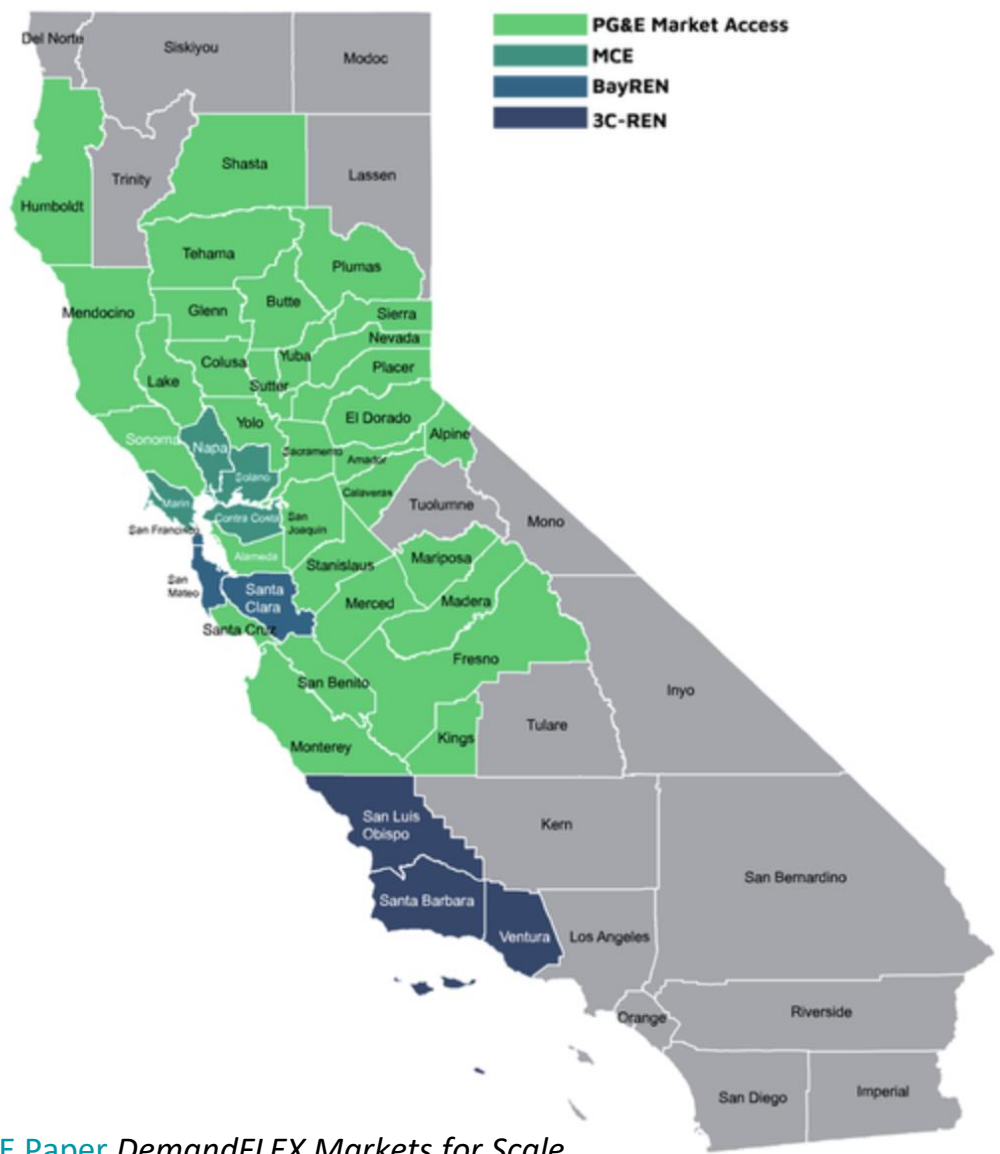 PG&E Market Access
MCE
BayREN
3C-REN
Del Norte
Siskiyou
Modoc
Shasta
Lassen
Trinity
Humboldt
Tehama
Plumas
Mendocino
Glenn
Butte
Sierra
Nevada
Colusa
Yuba
Placer
Lake
Sutter
El Dorado
Yolo
Alpine
Sonoma
Napa
Sacramento
Amador
Solano
Calaveras
Marin
Tuolumne
Contra Costa
San
Joaquin
Mono
San Francisco
Alameda
Stanislaus
Mariposa
San
Mateo
Santa
Clara
Merced
Madera
Santa Cruz
Fresno
San Benito
Inyo
Tulare
Kings
Monterey
San Luis
Obispo
Kern
San Bernardino
Santa Barbara
Ventura
Los Angeles
Orange
Riverside
San Diego
Imperial
E Paper DemandFLEX Markets for Scale